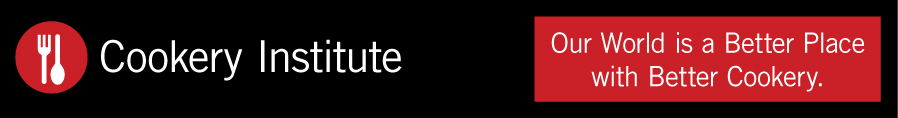 Cookery Institute
Our World is a Better Place
with Better Cookery.